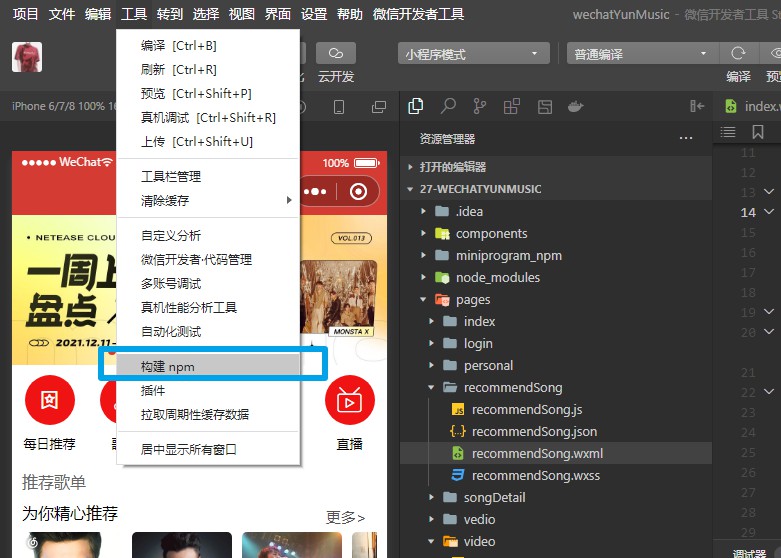 项目 文件 编辑 工具 转到 选择 视图 界面 设置 帮助 微信开发者工具 wechatYunMusic - 微信开发者工具
云开发
小程序模式
普通编译
编译
iPhone 6/7/8 100%
编译 [Ctrl+B]
刷新 [Ctrl+R]
预览 [Ctrl+Shift+P]
真机调试 [Ctrl+Shift+R]
上传 [Ctrl+Shift+U]
工具栏管理
清除缓存
自定义分析
微信开发者·代码管理
多账号调试
真机性能分析工具
自动化测试
构建 npm
插件
拉取周期性缓存数据
居中显示所有窗口
WeChat
100%
NETEASE CLOU
VOL.013
一周上
盘点
MONSTA X
2021.12.11-
每日推荐
直播
推荐歌单
为你精心推荐
更多>
资源管理器
打开的编辑器
27-WECHATYUNMUSIC
.idea
components
miniprogram_npm
node_modules
pages
index
login
personal
recommendSong
recommendSong.js
recommendSong.json
recommendSong.wxml
recommendSong.wxss
songDetail
vedio
video
index.
11
12
13
14
15
16
17
18
19
20
21
22
23
24
25
26
27
28
29
调试器